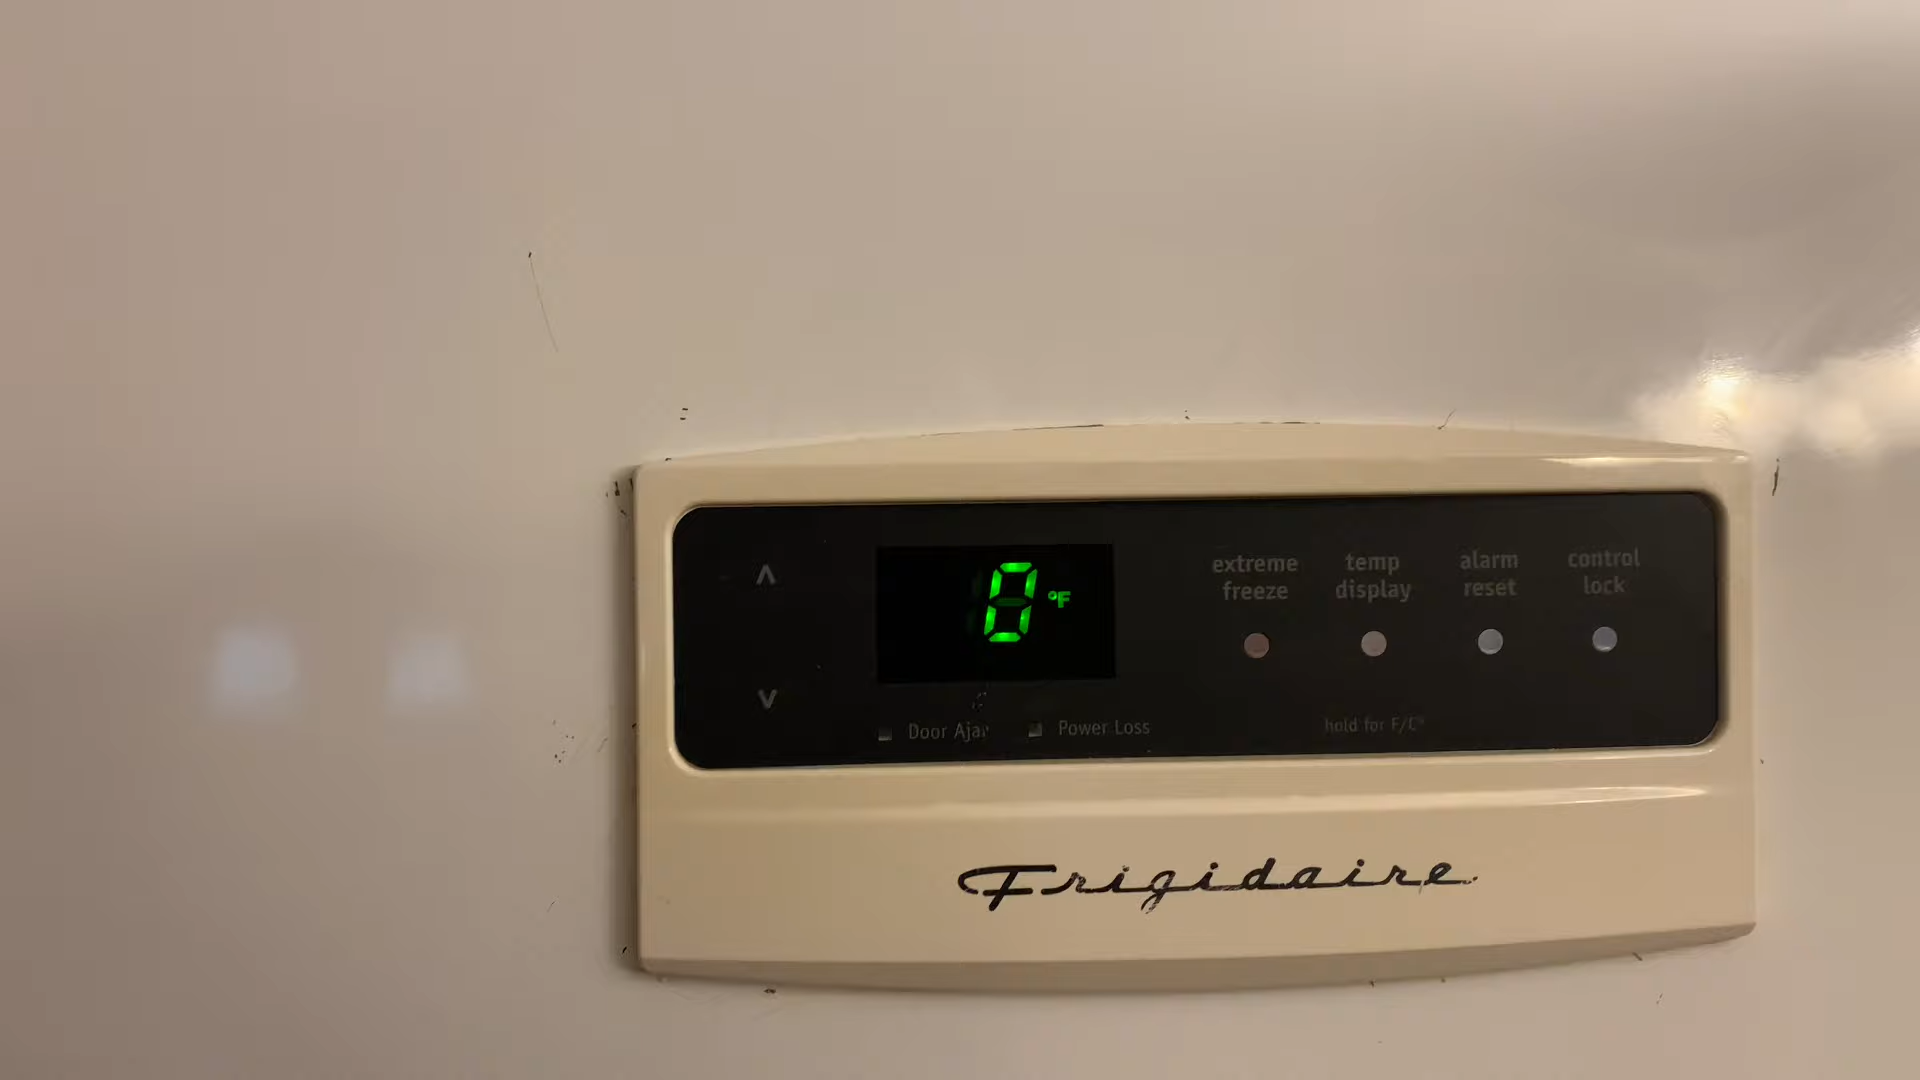 0 °F
extreme freeze
temp display
alarm reset
control lock
Door Ajar
Power Loss
hold for F/C°
Frigidaire